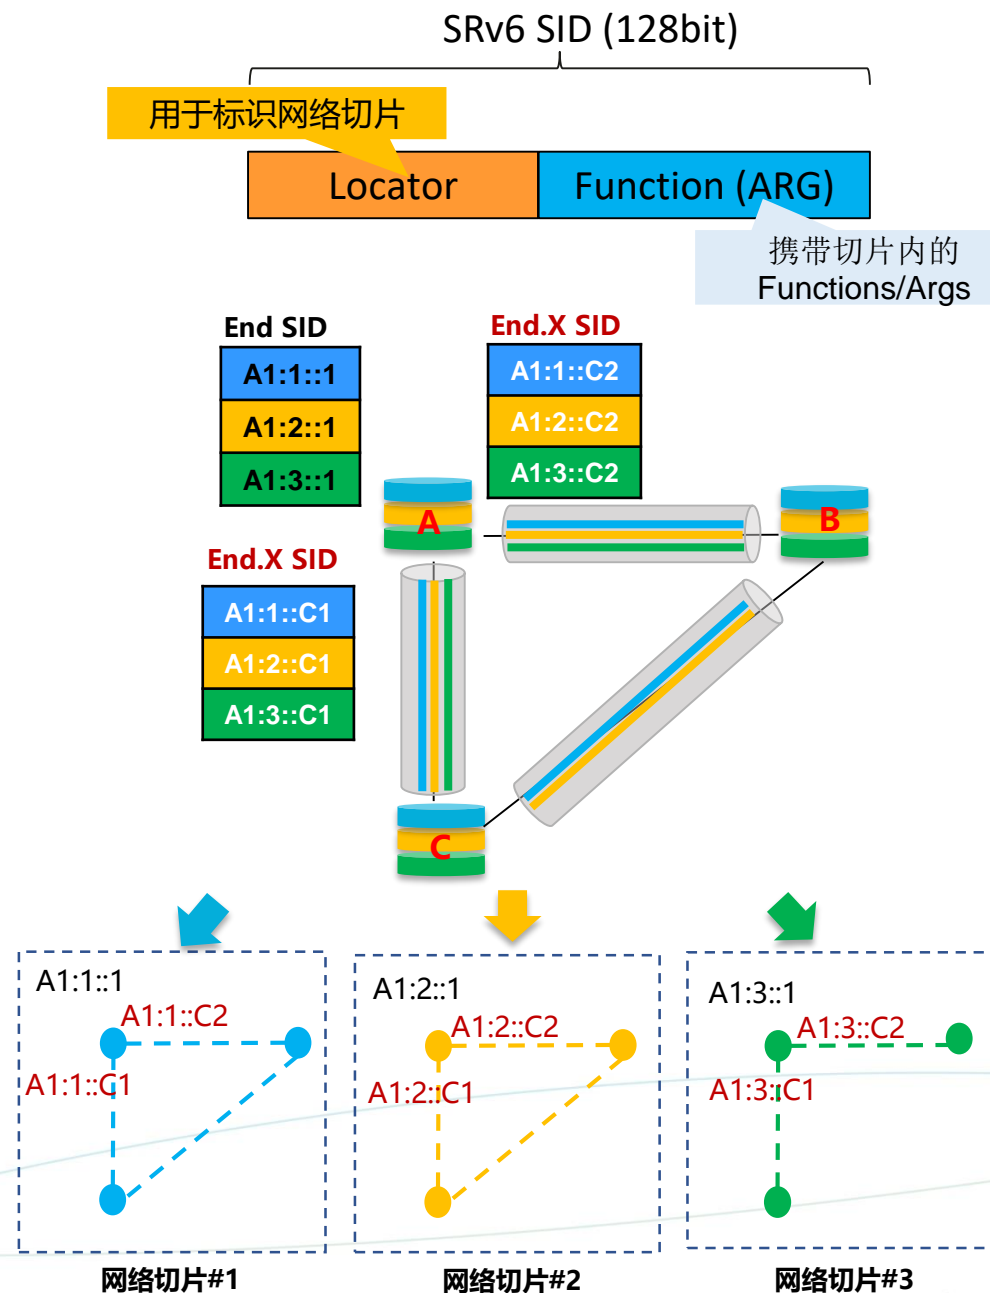 SRv6 SID (128bit)
用于标识网络切片
Locator
Function (ARG)
携带切片内的
Functions/Args
End SID
A1:1::1
A1:2::1
A1:3::1
End.X SID
A1:1::C2
A1:2::C2
A1:3::C2
A
B
End.X SID
A1:1::C1
A1:2::C1
A1:3::C1
C
A1:1::1
A1:1::C2
A1:1::C1
网络切片#1
A1:2::1
A1:2::C2
A1:2::C1
网络切片#2
A1:3::1
A1:3::C2
A1:3::C1
网络切片#3